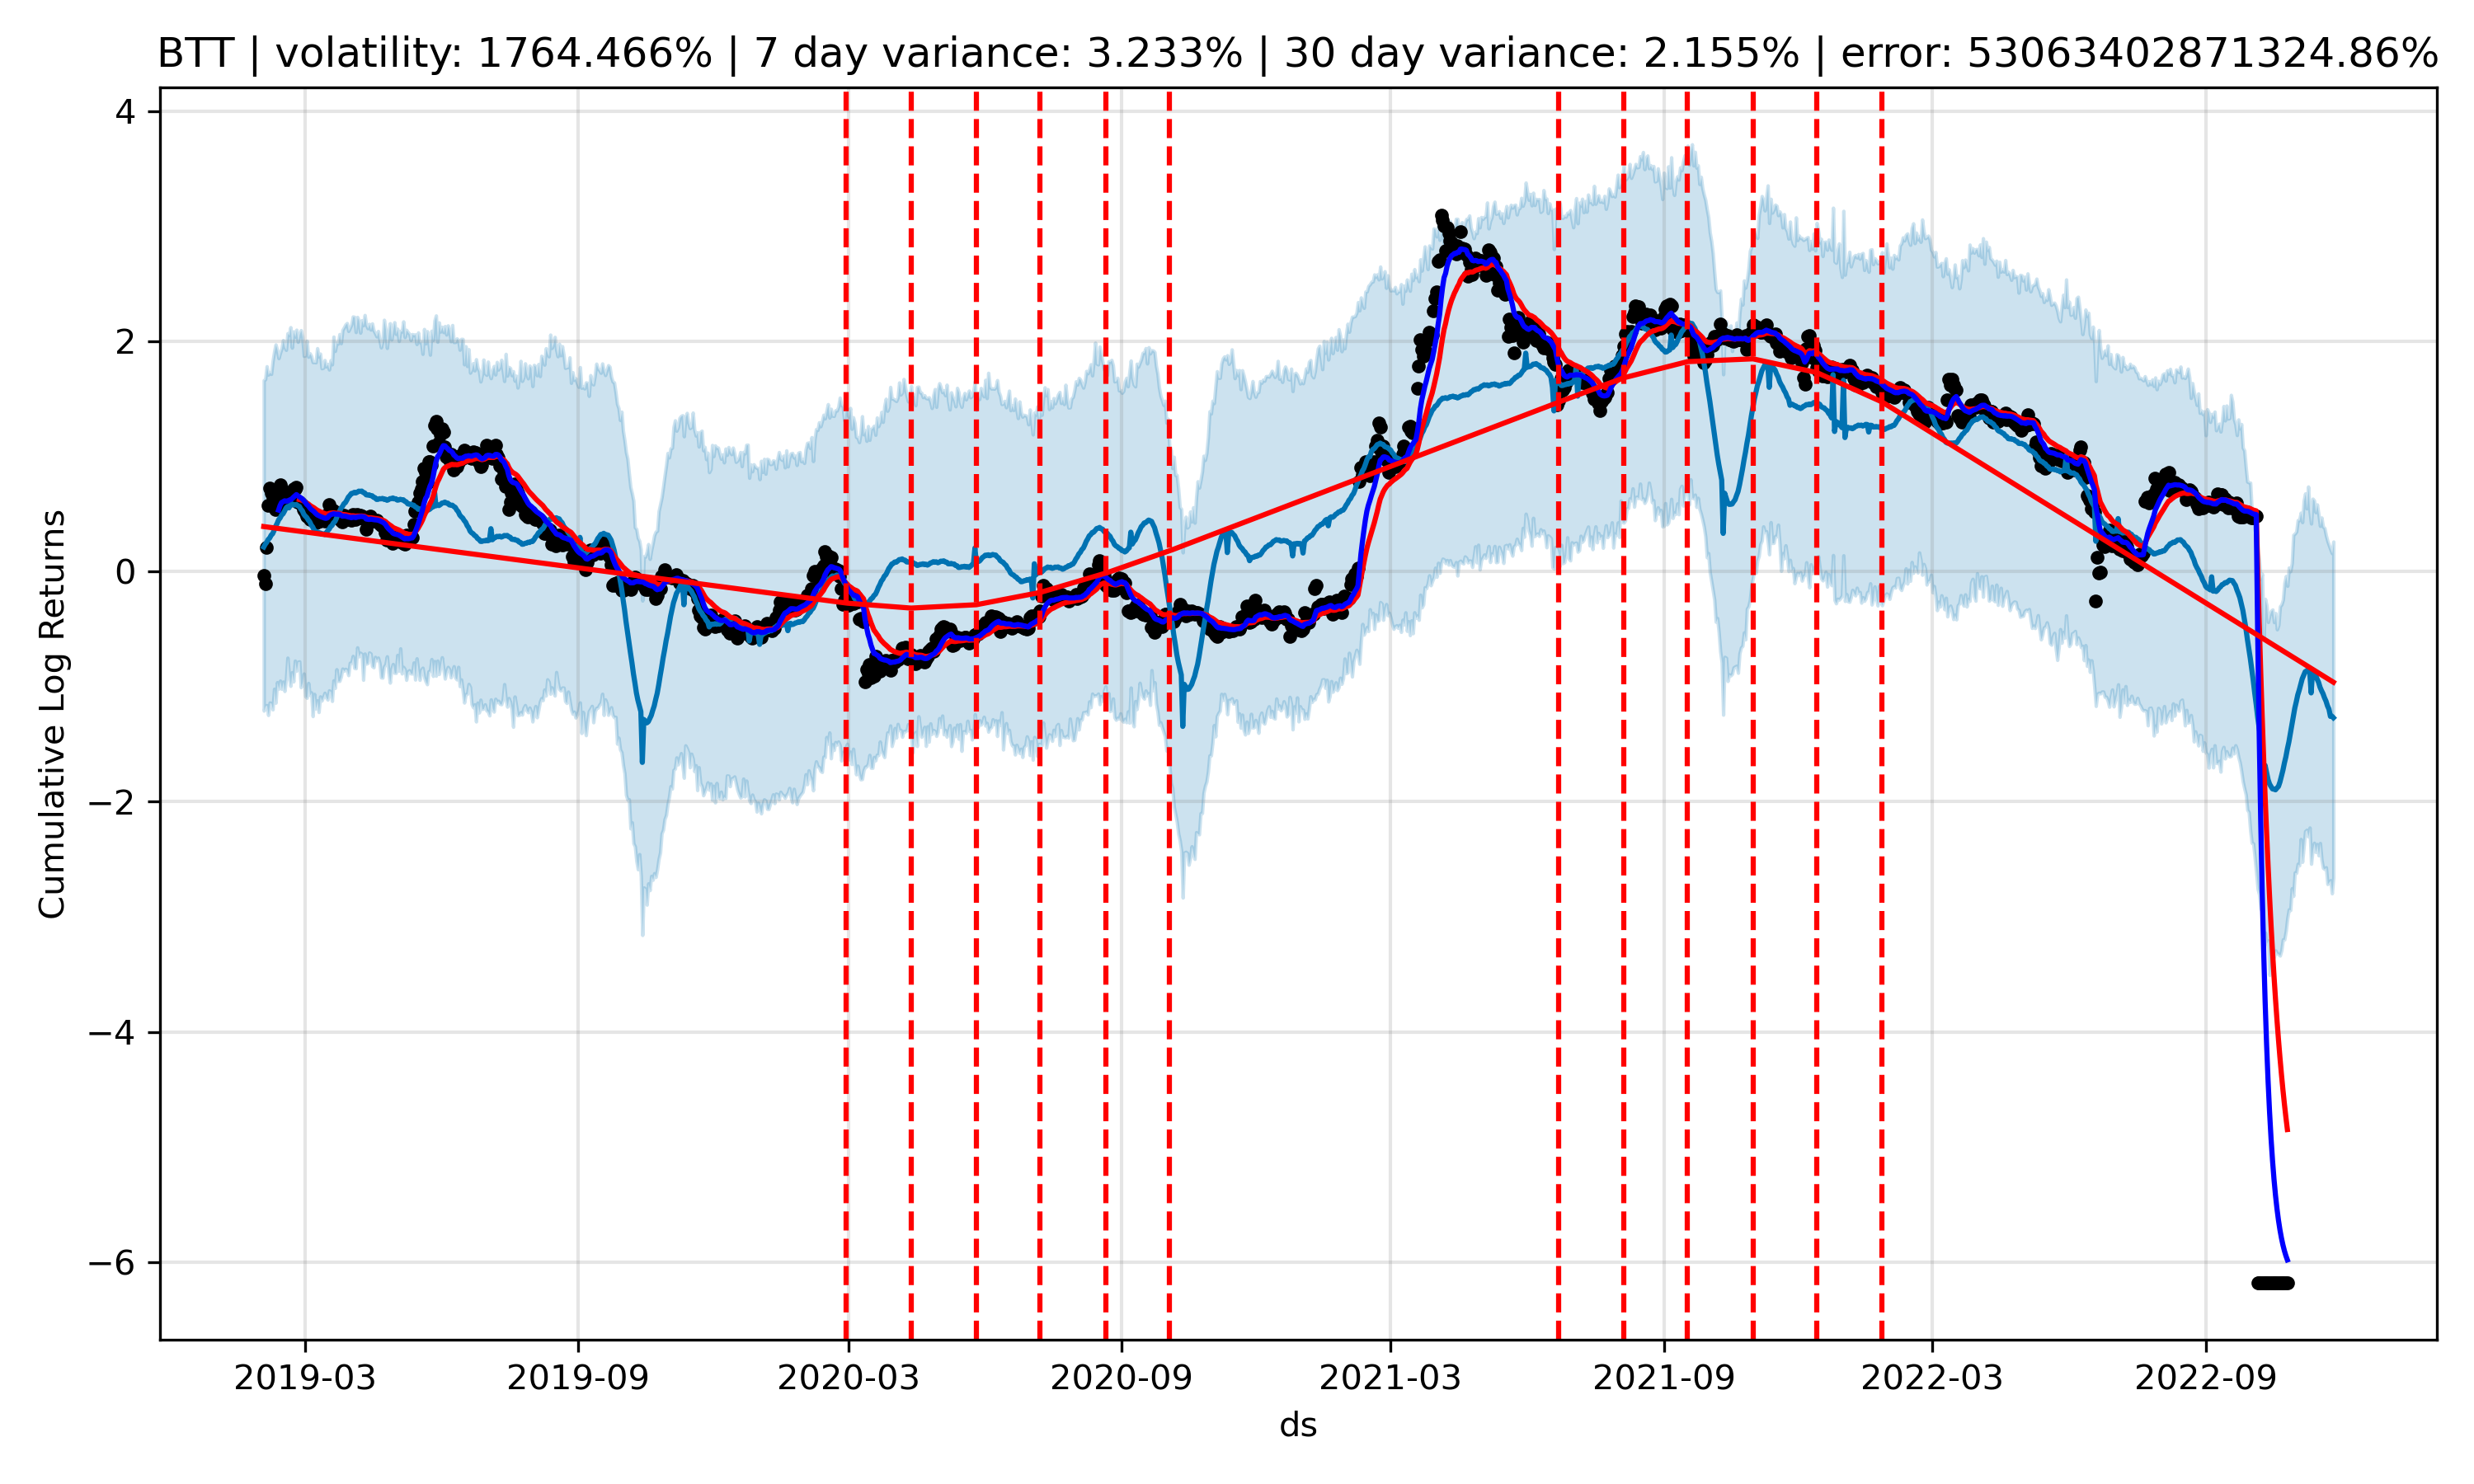 BTT | volatility: 1764.466% | 7 day variance: 3.233% | 30 day variance: 2.155% | error: 53063402871324.86%
4
2
0
−2
−4
−6
Cumulative Log Returns
2019-03 2019-09 2020-03 2020-09 2021-03 2021-09 2022-03 2022-09
ds